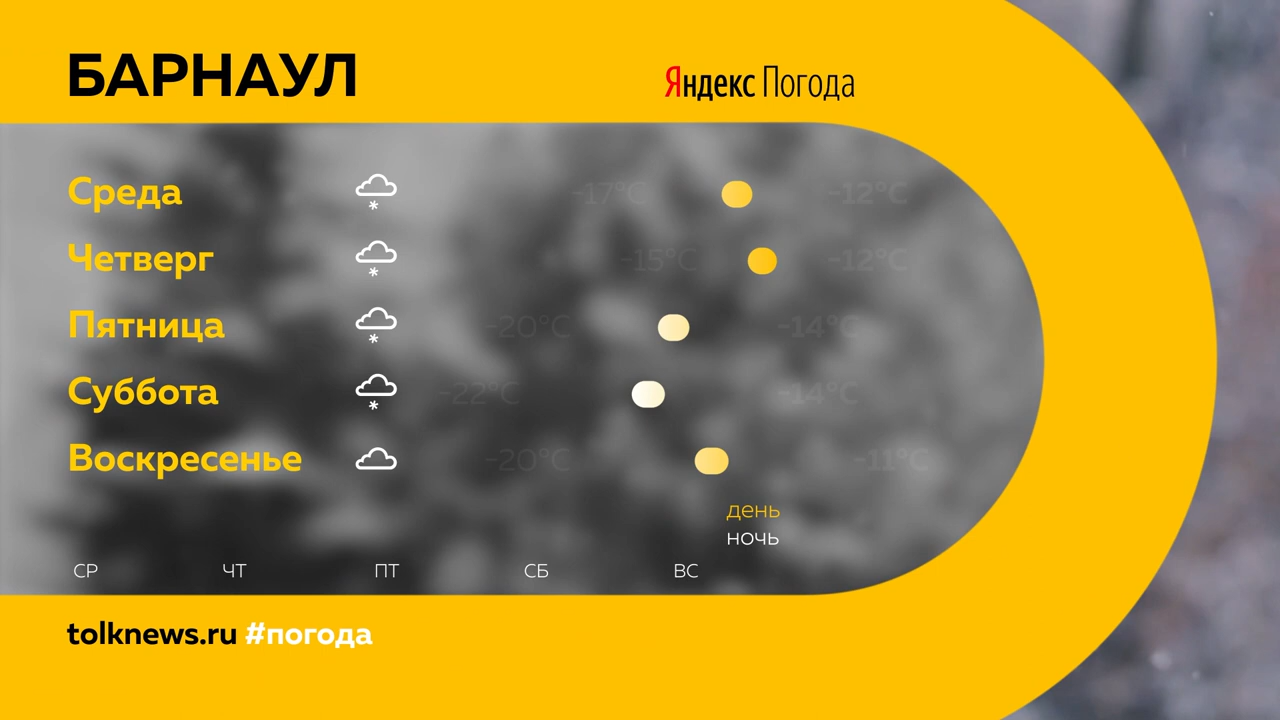 БАРНАУЛ
Яндекс Погода
Среда -17°C -12°C
Четверг -15°C -12°C
Пятница -20°C -14°C
Суббота -22°C -14°C
Воскресенье -20°C -11°C
день
ночь
СР ЧТ ПТ СБ ВС
tolknews.ru #погода